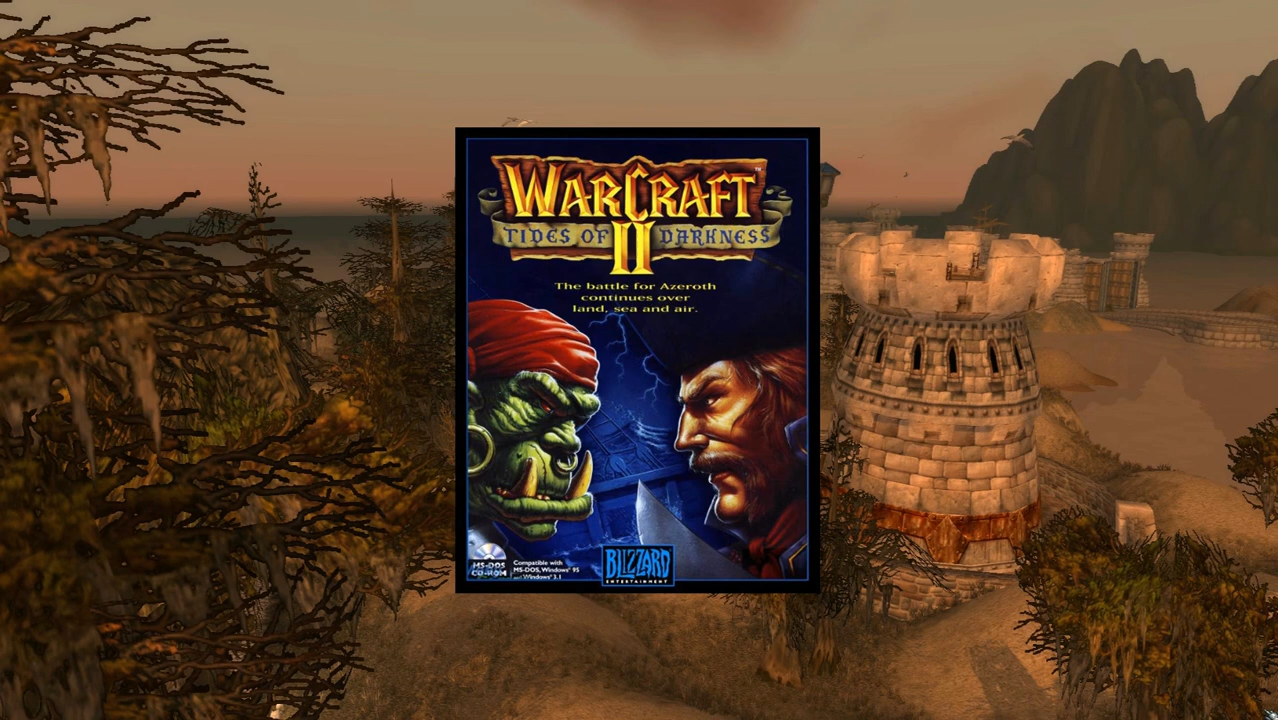 WARCRAFT™
II
TIDES OF DARKNESS
The battle for Azeroth
continues over
land, sea and air.
MS-DOS
CD-ROM
Compatible with
MS-DOS, Windows® 95
and Windows® 3.1
BLIZZARD
ENTERTAINMENT